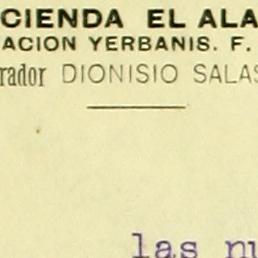 CIENDA EL ALA
ACION YERBANIS. F.
rador DIONISIO SALAS
las nu